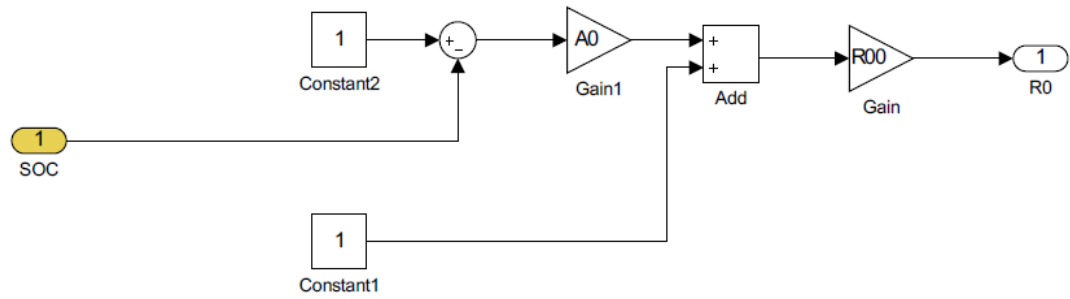 1
Constant2
+
-
A0
Gain1
+
+
Add
R00
Gain
1
R0
1
SOC
1
Constant1